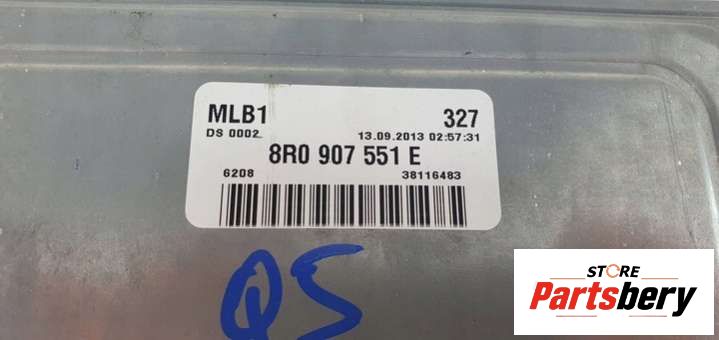 MLB1 327
DS 0002 13.09.2013 02:57:31
8R0 907 551 E
6208 38116483
Q5
STORE
Partsbery